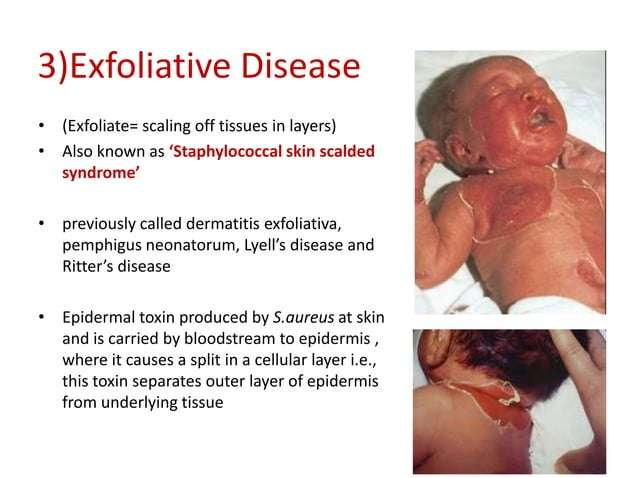 3)Exfoliative Disease
• (Exfoliate= scaling off tissues in layers)
• Also known as ‘Staphylococcal skin scalded
syndrome’
• previously called dermatitis exfoliativa,
pemphigus neonatorum, Lyell’s disease and
Ritter’s disease
• Epidermal toxin produced by S.aureus at skin
and is carried by bloodstream to epidermis ,
where it causes a split in a cellular layer i.e.,
this toxin separates outer layer of epidermis
from underlying tissue